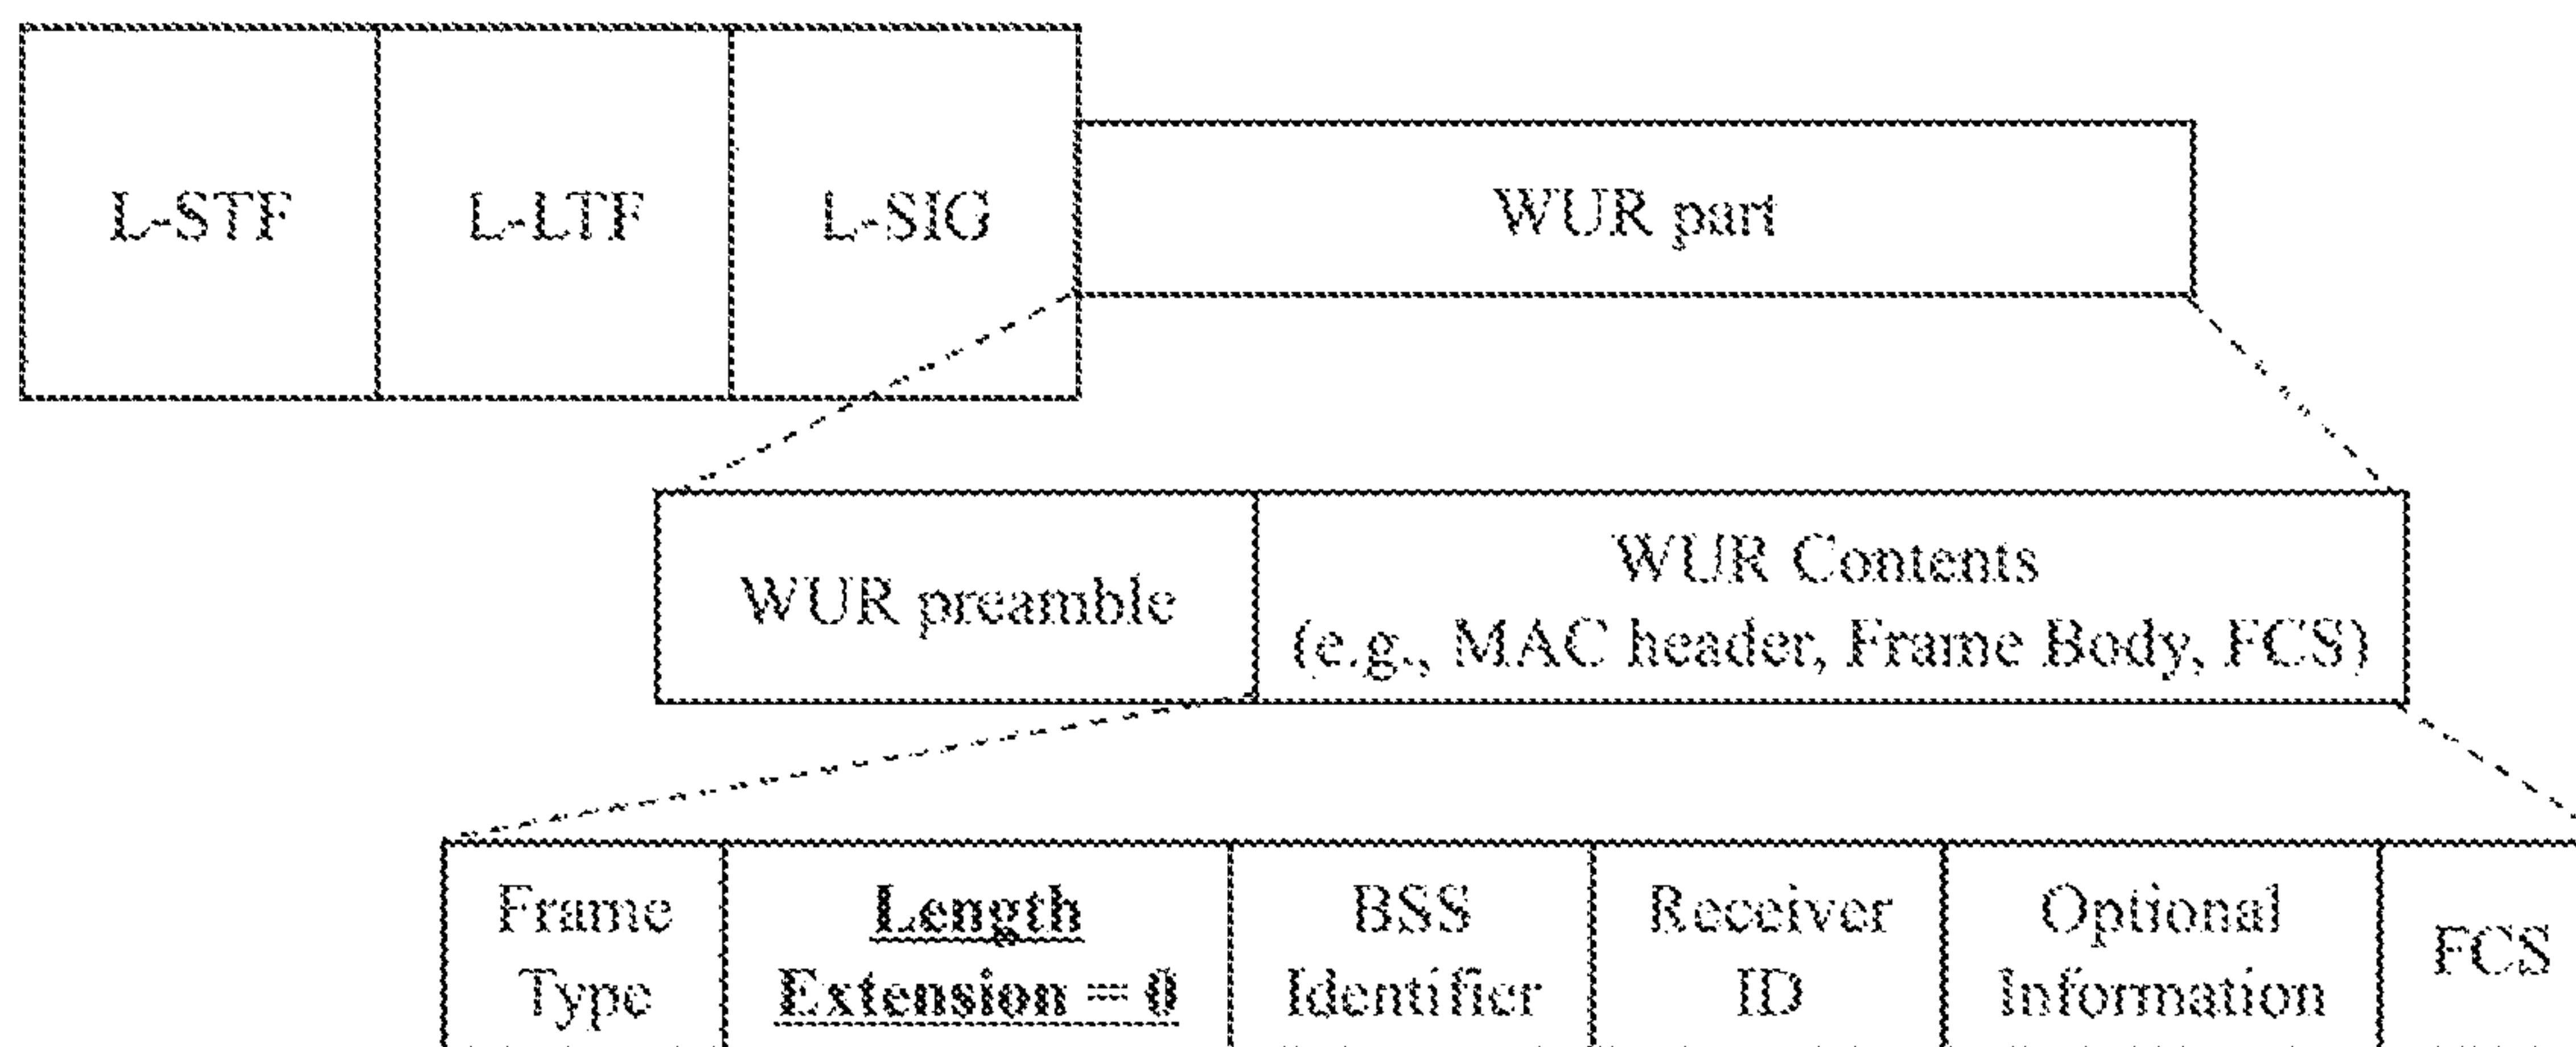 L-STF
L-LTF
L-SIG
WUR part
WUR preamble
WUR Contents
(e.g., MAC header, Frame Body, FCS)
Frame
Type
Length
Extension = 0
BSS
Identifier
Receiver
ID
Optional
Information
FCS